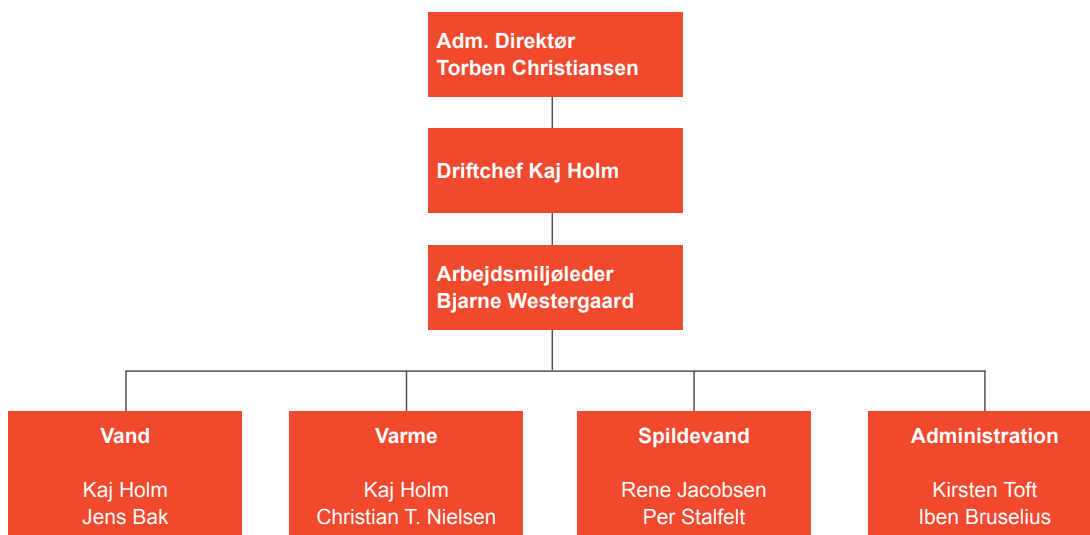 Adm. Direktør
Torben Christiansen
Driftchef Kaj Holm
Arbejdsmiljøleder
Bjarne Westergaard
Vand
Kaj Holm
Jens Bak
Varme
Kaj Holm
Christian T. Nielsen
Spildevand
Rene Jacobsen
Per Stalfelt
Administration
Kirsten Toft
Iben Bruselius